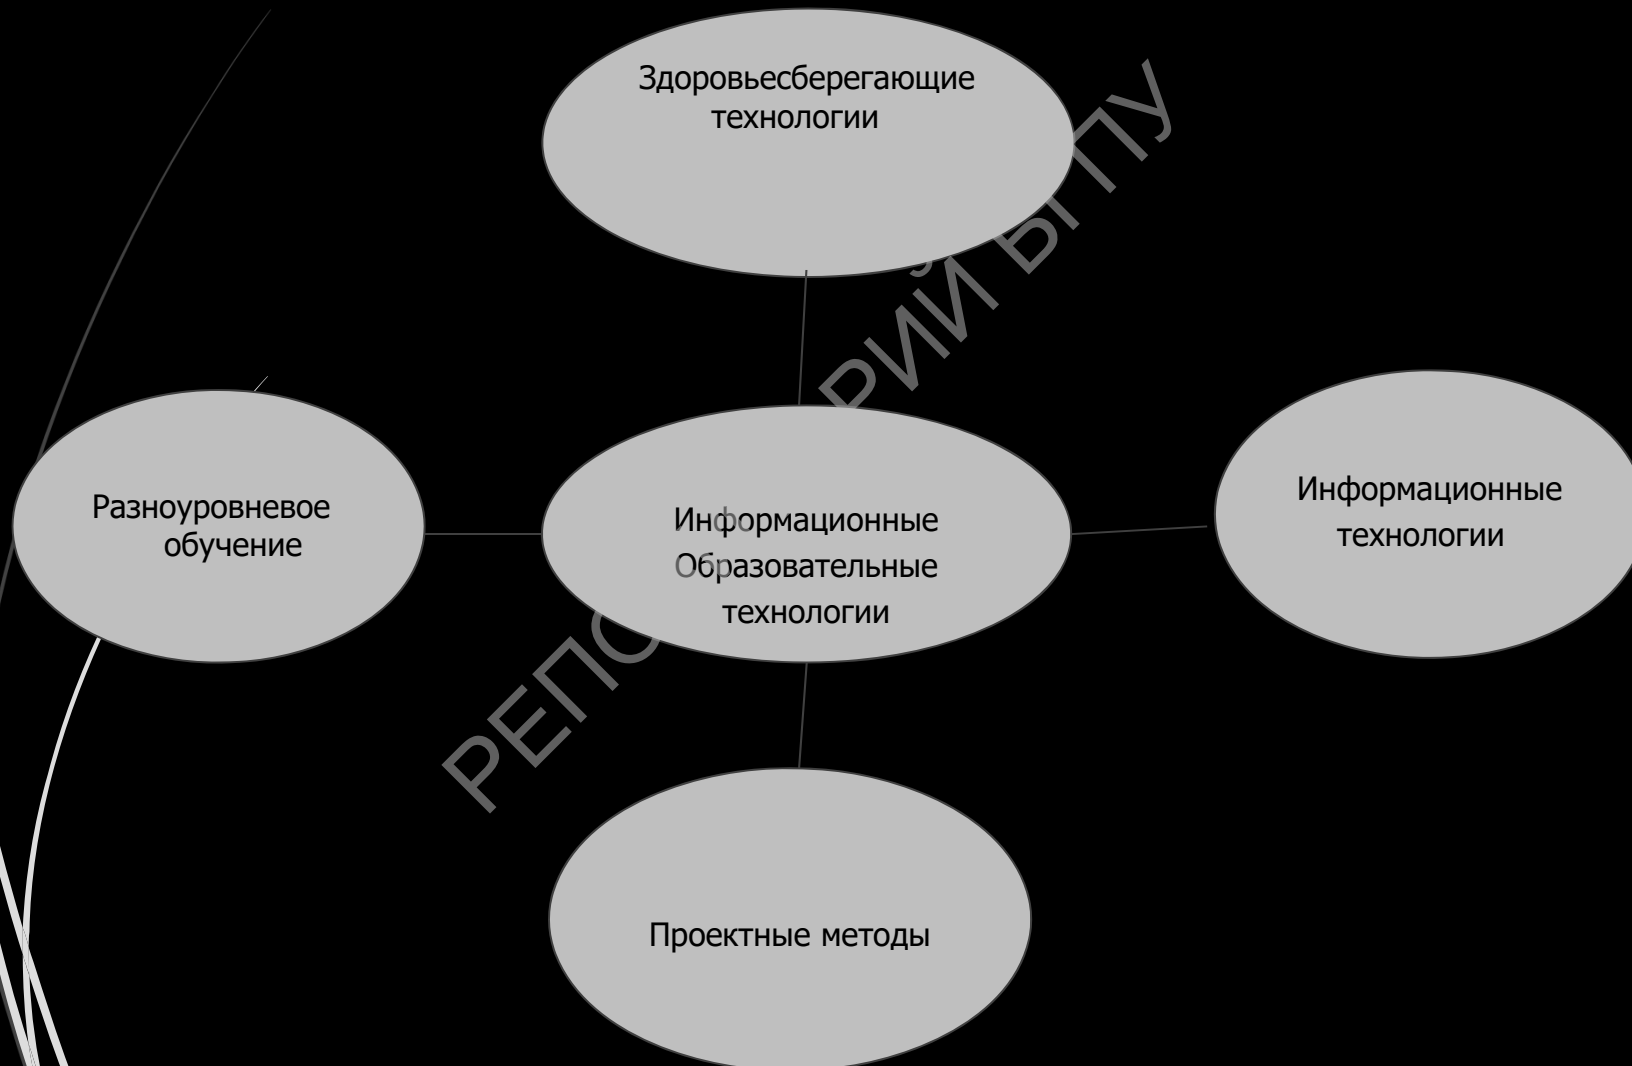 Здоровьесберегающие
технологии
Разноуровневое
обучение
Информационные
Образовательные
технологии
Информационные
технологии
Проектные методы